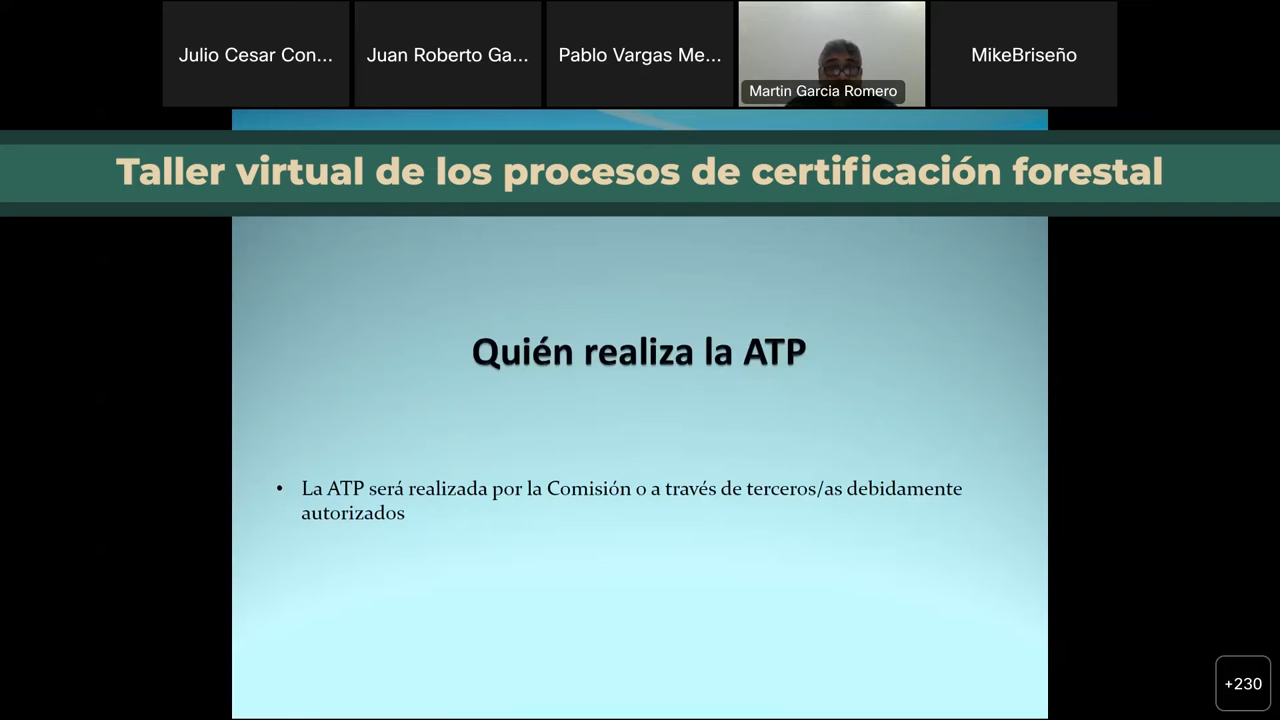 Julio Cesar Con...
Juan Roberto Ga...
Pablo Vargas Me...
Martin Garcia Romero
MikeBriseño
Taller virtual de los procesos de certificación forestal
Quién realiza la ATP
• La ATP será realizada por la Comisión o a través de terceros/as debidamente
autorizados
+230